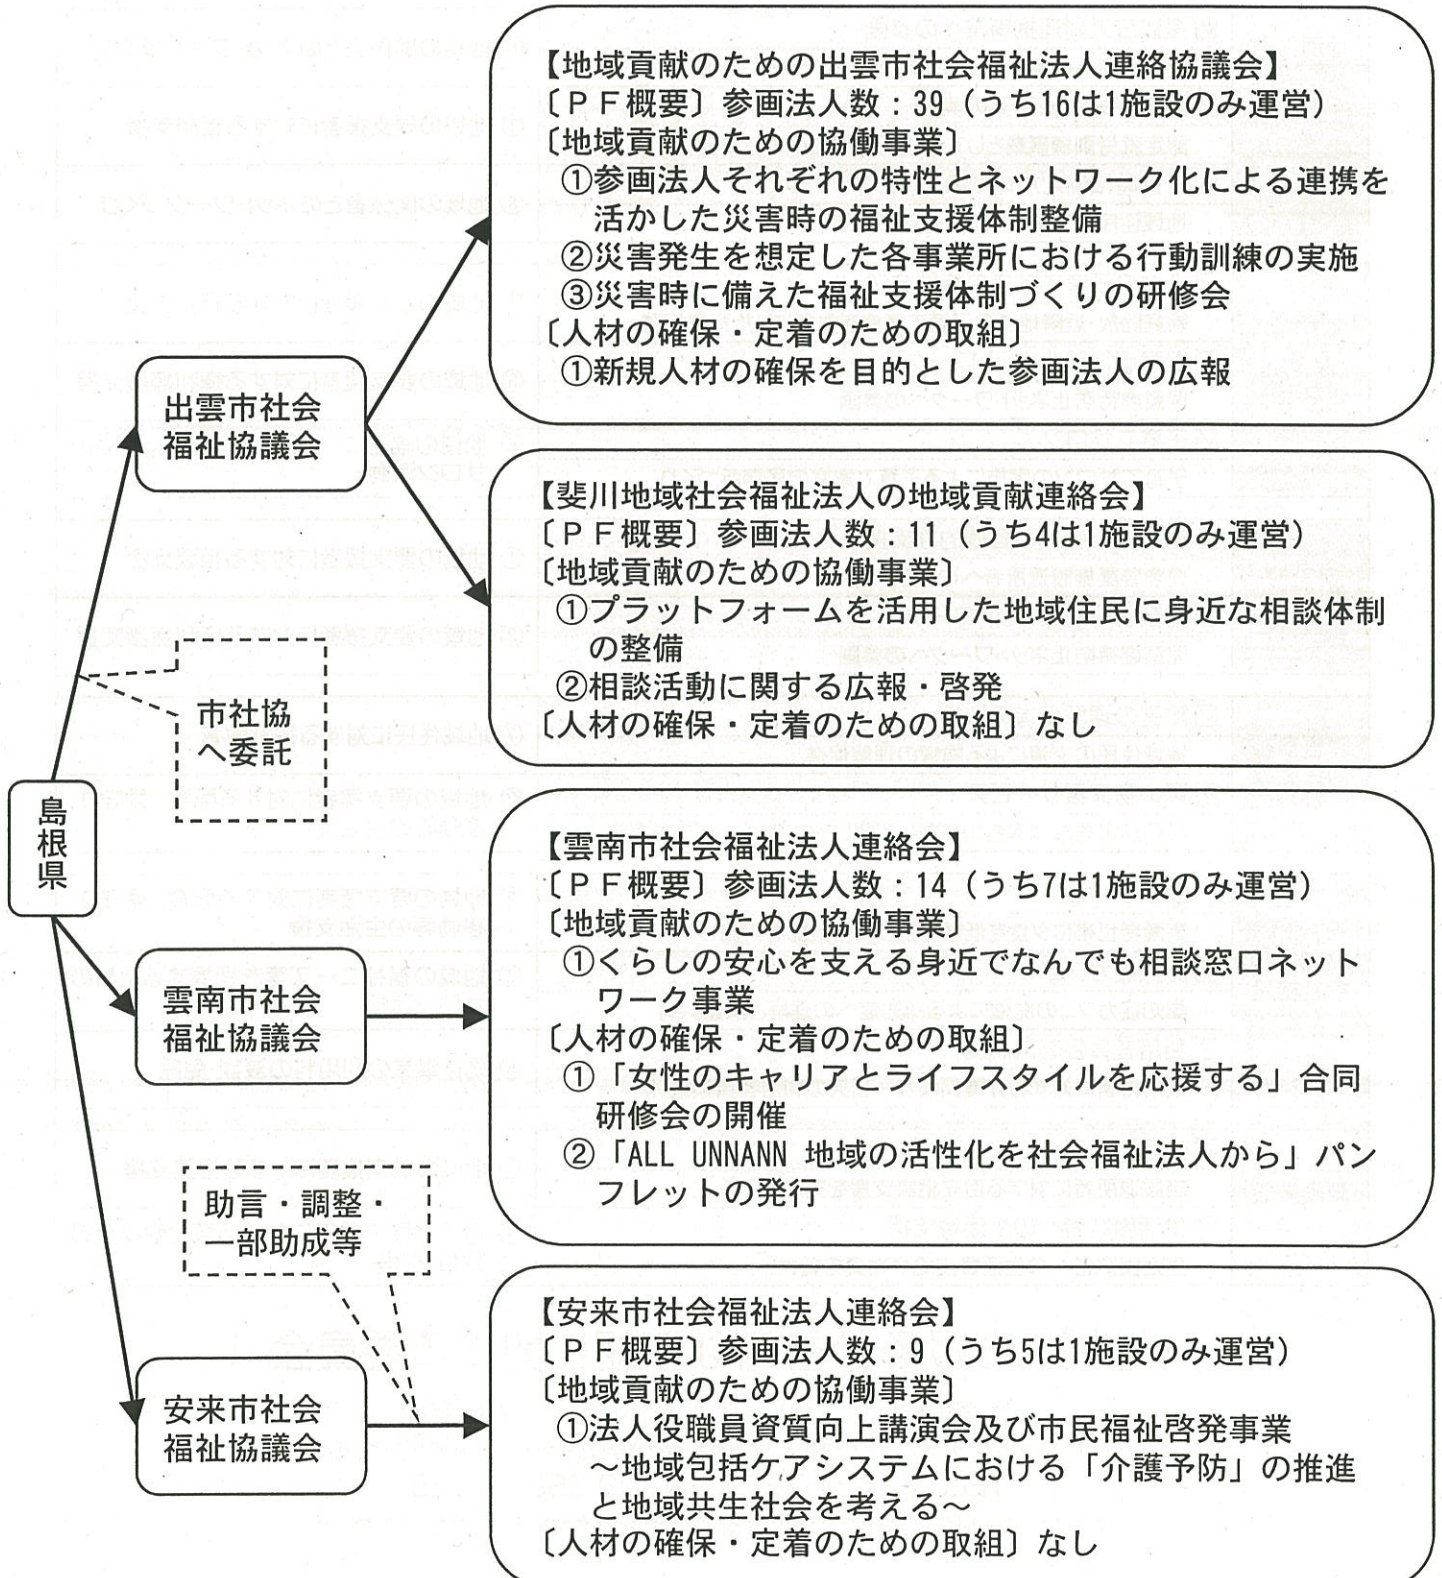 島根県
市社協
へ委託
助言・調整・
一部助成等
出雲市社会
福祉協議会
雲南市社会
福祉協議会
安来市社会
福祉協議会
【地域貢献のための出雲市社会福祉法人連絡協議会】
〔ＰＦ概要〕参画法人数：39（うち16は1施設のみ運営）
〔地域貢献のための協働事業〕
①参画法人それぞれの特性とネットワーク化による連携を
活かした災害時の福祉支援体制整備
②災害発生を想定した各事業所における行動訓練の実施
③災害時に備えた福祉支援体制づくりの研修会
〔人材の確保・定着のための取組〕
①新規人材の確保を目的とした参画法人の広報
【斐川地域社会福祉法人の地域貢献連絡会】
〔ＰＦ概要〕参画法人数：11（うち4は1施設のみ運営）
〔地域貢献のための協働事業〕
①プラットフォームを活用した地域住民に身近な相談体制
の整備
②相談活動に関する広報・啓発
〔人材の確保・定着のための取組〕なし
【雲南市社会福祉法人連絡会】
〔ＰＦ概要〕参画法人数：14（うち7は1施設のみ運営）
〔地域貢献のための協働事業〕
①くらしの安心を支える身近でなんでも相談窓口ネット
ワーク事業
〔人材の確保・定着のための取組〕
①「女性のキャリアとライフスタイルを応援する」合同
研修会の開催
②「ALL UNNANN 地域の活性化を社会福祉法人から」パン
フレットの発行
【安来市社会福祉法人連絡会】
〔ＰＦ概要〕参画法人数：9（うち5は1施設のみ運営）
〔地域貢献のための協働事業〕
①法人役職員資質向上講演会及び市民福祉啓発事業
～地域包括ケアシステムにおける「介護予防」の推進
と地域共生社会を考える～
〔人材の確保・定着のための取組〕なし